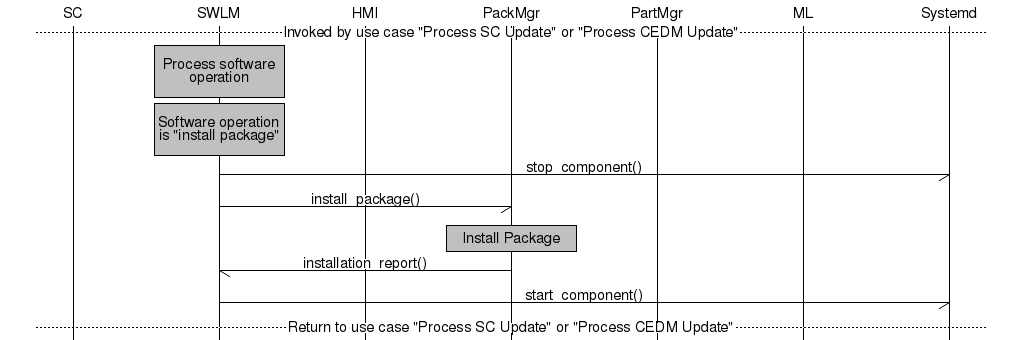 SC SWLM HMI PackMgr PartMgr ML Systemd
Invoked by use case "Process SC Update" or "Process CEDM Update"
Process software
operation
Software operation
is "install package"
stop_component()
install_package()
Install Package
installation_report()
start_component()
Return to use case "Process SC Update" or "Process CEDM Update"